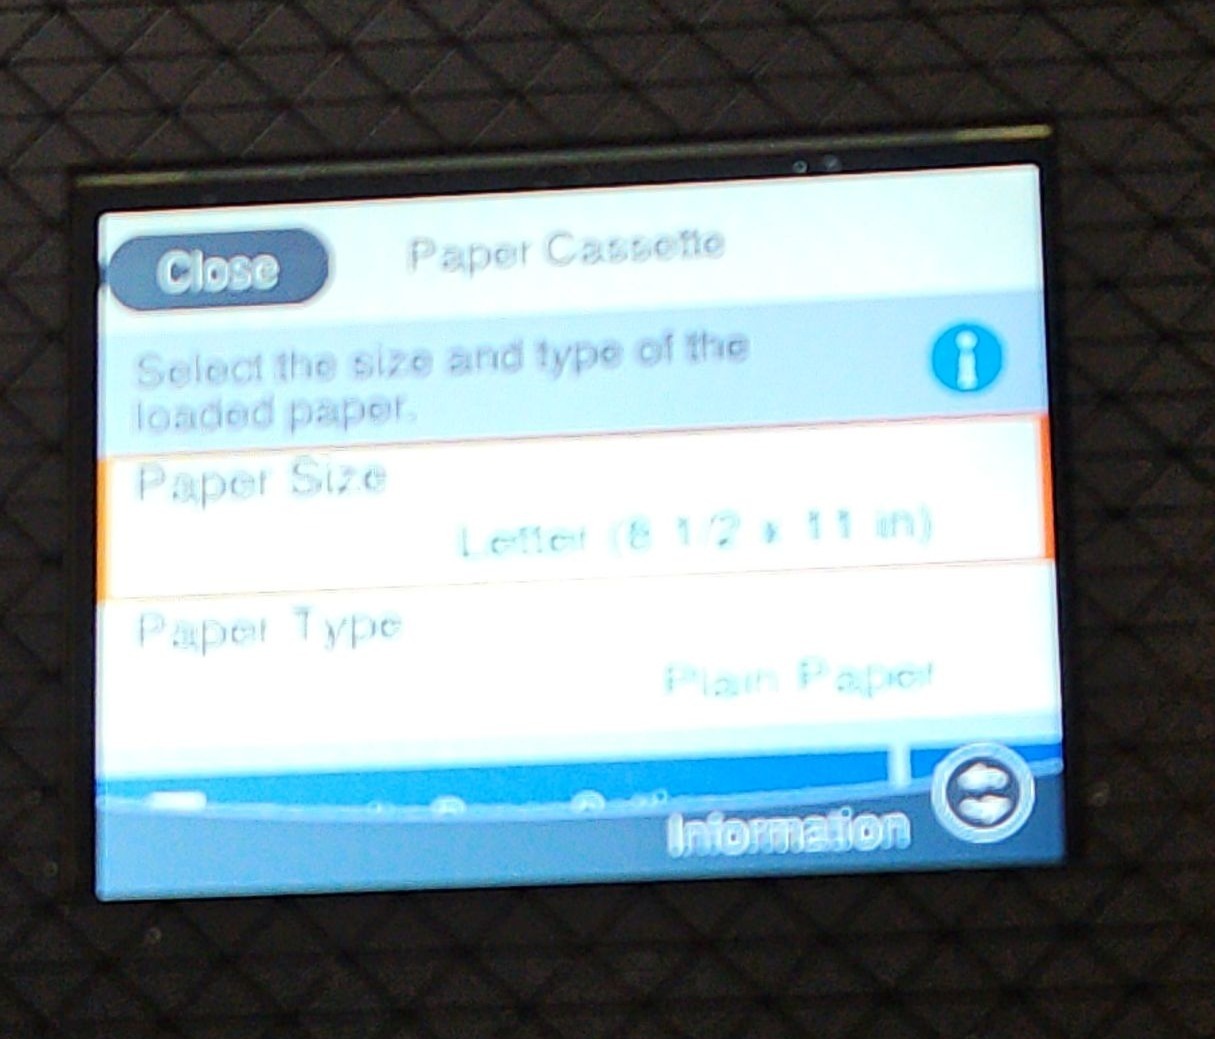 Close
Paper Cassette
Select the size and type of the
loaded paper.
Paper Size
Letter (8 1/2 x 11 in)
Paper Type
Plain Paper
Information